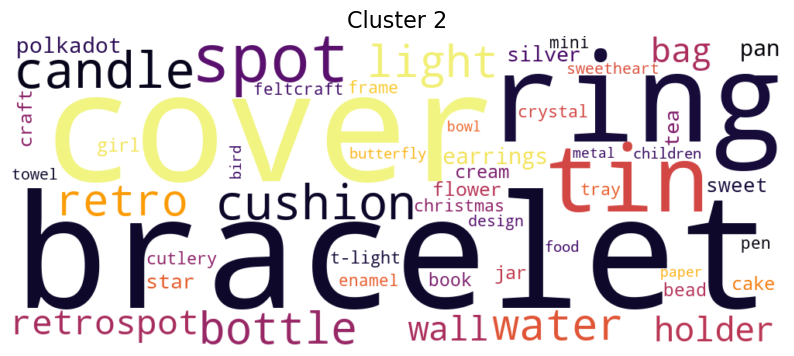 Cluster 2
polkadot
spot
mini
silver
bag
pan
candle
light
sweetheart
feltcraft
frame
cover
ring
craft
crystal
tea
bowl
girl
bird
butterfly
earrings
metal
children
towel
cream
tin
tray
sweet
retro
cushion
flower
christmas
design
bracelet
cutlery
t-light
food
pen
star
enamel
book
jar
paper
bead
cake
retrospot
bottle
wall
water
holder